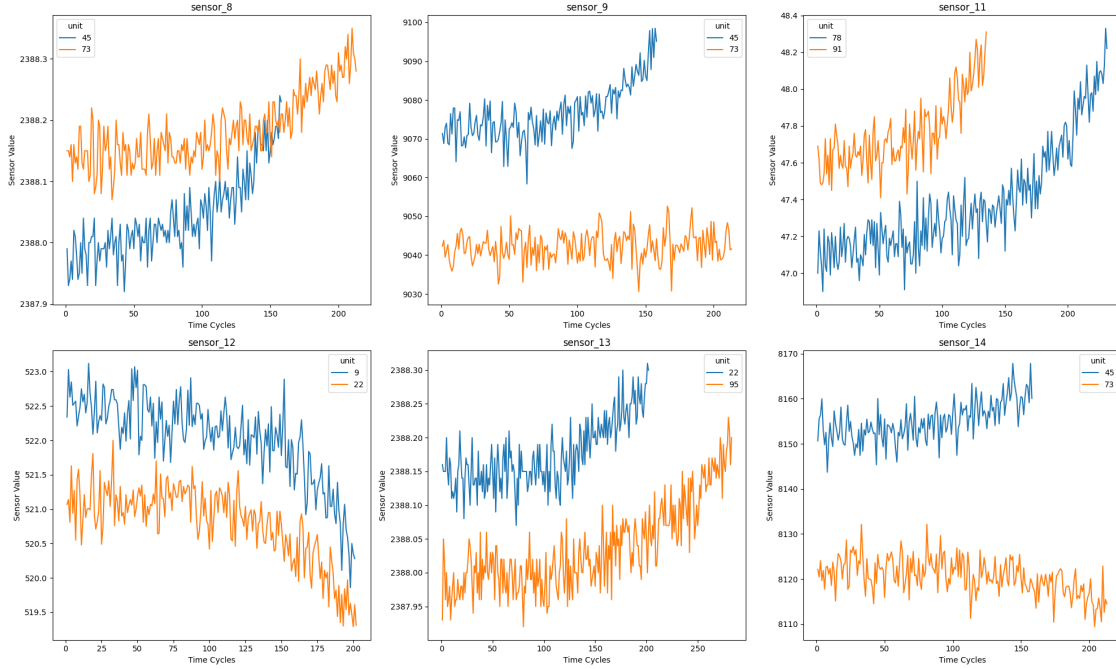 sensor_8
unit
45
73
2388.3
2388.2
2388.1
2388.0
2387.9
Sensor Value
0 50 100 150 200
Time Cycles
sensor_9
unit
45
73
9100
9090
9080
9070
9060
9050
9040
9030
Sensor Value
0 50 100 150 200
Time Cycles
sensor_11
unit
78
91
48.4
48.2
48.0
47.8
47.6
47.4
47.2
47.0
Sensor Value
0 50 100 150 200
Time Cycles
sensor_12
unit
9
22
523.0
522.5
522.0
521.5
521.0
520.5
520.0
519.5
Sensor Value
0 25 50 75 100 125 150 175 200
Time Cycles
sensor_13
unit
22
95
2388.30
2388.25
2388.20
2388.15
2388.10
2388.05
2388.00
2387.95
Sensor Value
0 50 100 150 200 250
Time Cycles
sensor_14
unit
45
73
8170
8160
8150
8140
8130
8120
8110
Sensor Value
0 50 100 150 200
Time Cycles